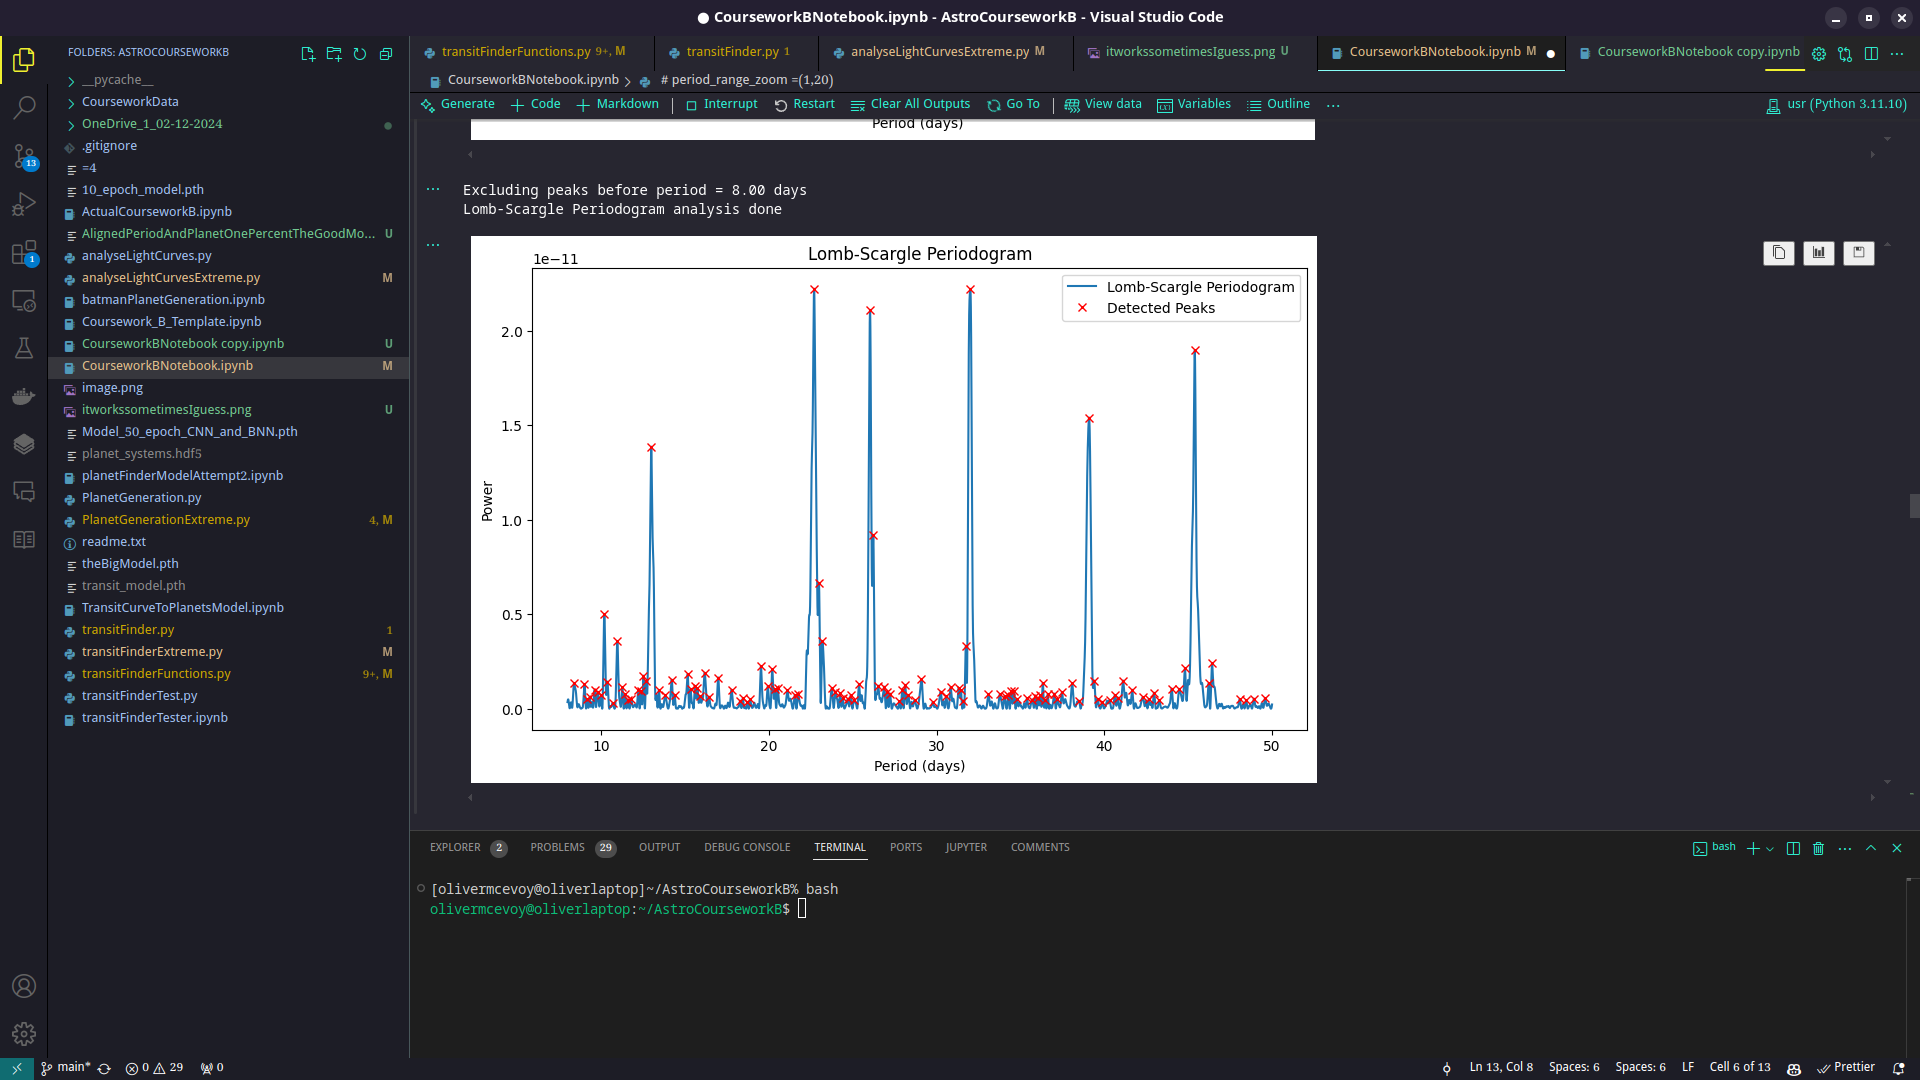 ● CourseworkBNotebook.ipynb - AstroCourseworkB - Visual Studio Code
FOLDERS: ASTROCOURSEWORKB
__pycache__
CourseworkData
OneDrive_1_02-12-2024
.gitignore
=4
10_epoch_model.pth
ActualCourseworkB.ipynb
AlignedPeriodAndPlanetOnePercentTheGoodMo... U
analyseLightCurves.py
analyseLightCurvesExtreme.py M
batmanPlanetGeneration.ipynb
Coursework_B_Template.ipynb
CourseworkBNotebook copy.ipynb U
CourseworkBNotebook.ipynb M
image.png
itworkssometimesIguess.png U
Model_50_epoch_CNN_and_BNN.pth
planet_systems.hdf5
planetFinderModelAttempt2.ipynb
PlanetGeneration.py
PlanetGenerationExtreme.py 4, M
readme.txt
theBigModel.pth
transit_model.pth
TransitCurveToPlanetsModel.ipynb
transitFinder.py 1
transitFinderExtreme.py M
transitFinderFunctions.py 9+, M
transitFinderTest.py
transitFinderTester.ipynb
13
1
transitFinderFunctions.py 9+, M transitFinder.py 1 analyseLightCurvesExtreme.py M itworkssometimesIguess.png U CourseworkBNotebook.ipynb M ● CourseworkBNotebook copy.ipynb
CourseworkBNotebook.ipynb > # period_range_zoom =(1,20)
Generate + Code + Markdown | Interrupt Restart Clear All Outputs Go To | View data Variables Outline ... usr (Python 3.11.10)
Period (days)
Excluding peaks before period = 8.00 days
Lomb-Scargle Periodogram analysis done
Lomb-Scargle Periodogram
1e−11
Lomb-Scargle Periodogram
Detected Peaks
2.0
1.5
1.0
0.5
0.0
Power
10 20 30 40 50
Period (days)
EXPLORER 2 PROBLEMS 29 OUTPUT DEBUG CONSOLE TERMINAL PORTS JUPYTER COMMENTS bash
[olivermcevoy@oliverlaptop]~/AstroCourseworkB% bash
olivermcevoy@oliverlaptop:~/AstroCourseworkB$
main* 0 29 0 Ln 13, Col 8 Spaces: 6 Spaces: 6 LF Cell 6 of 13 Prettier